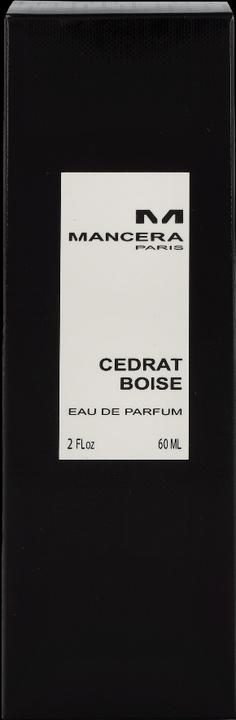 M
MANCERA
PARIS
CEDRAT
BOISE
EAU DE PARFUM
2 FLoz 60 ML